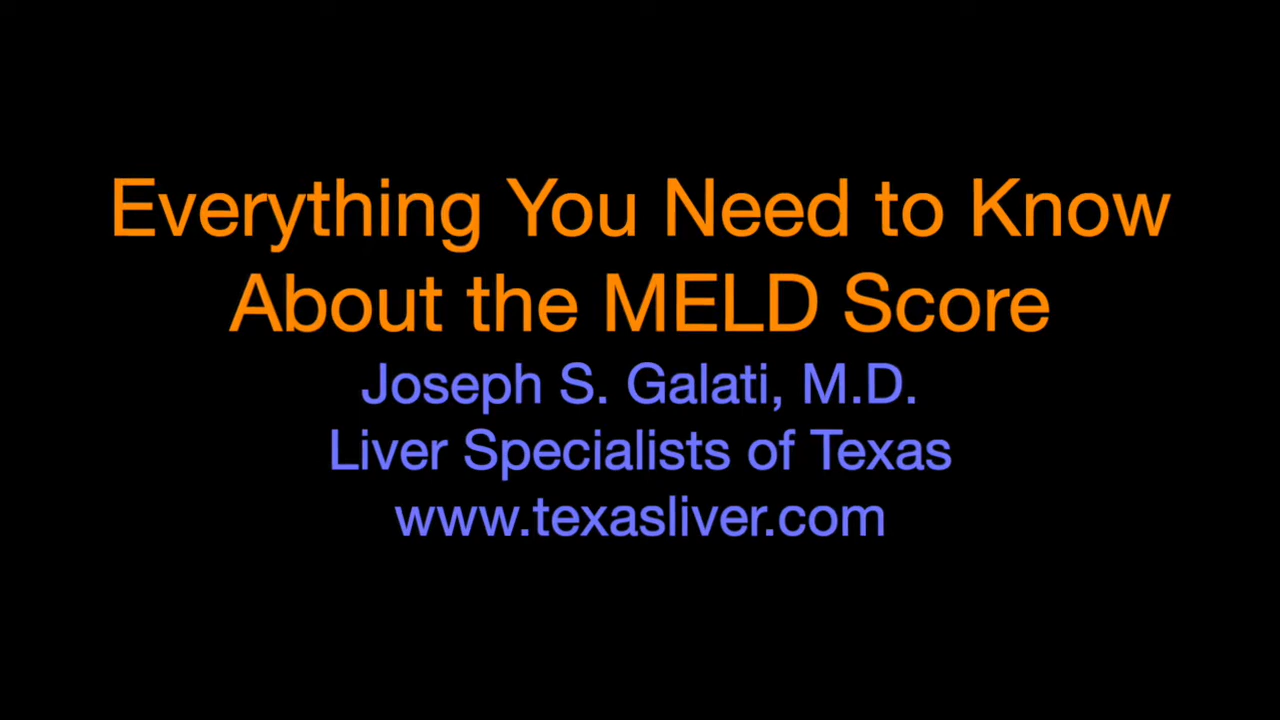 Everything You Need to Know
About the MELD Score
Joseph S. Galati, M.D.
Liver Specialists of Texas
www.texasliver.com